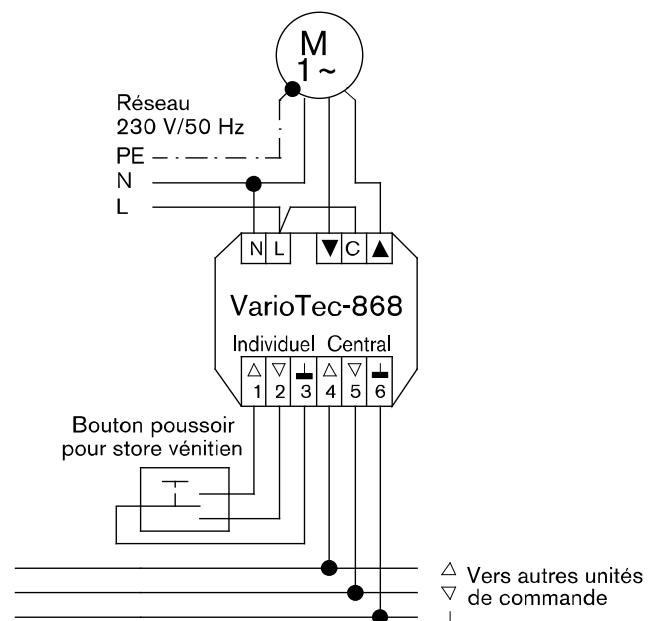 M
1 ~
Réseau
230 V/50 Hz
PE
N
L
N L ▼ C ▲
VarioTec-868
Individuel Central
△ ▽ △ ▽
1 2 3 4 5 6
Bouton poussoir
pour store vénitien
△ Vers autres unités
▽ de commande